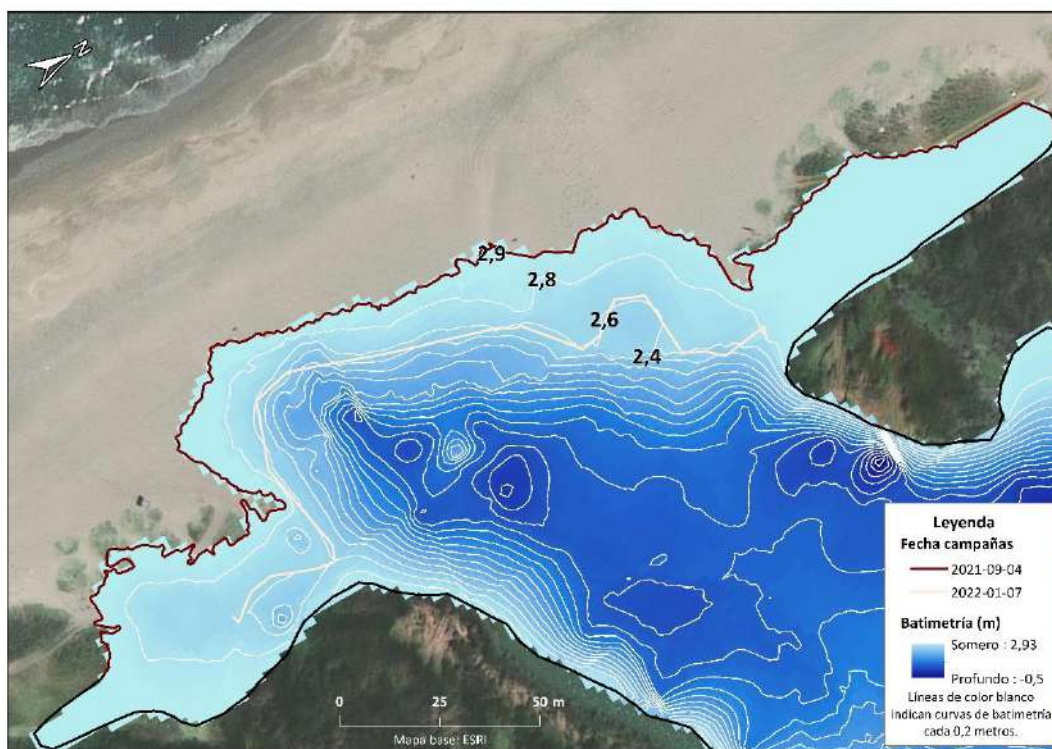 N
2,9
2,8
2,6
2,4
0 25 50 m
Mapa base: ESRI
Leyenda
Fecha campañas
2021-09-04
2022-01-07
Batimetría (m)
Somero : 2,93
Profundo : -0,5
Líneas de color blanco
indican curvas de batimetría
cada 0,2 metros.